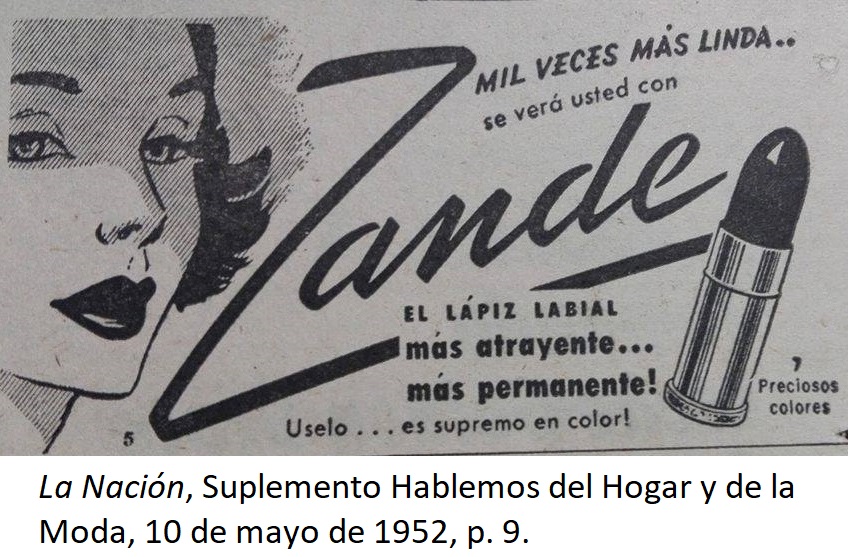 MIL VECES MÁS LINDA..
se verá usted con
Zande
EL LÁPIZ LABIAL
más atrayente...
más permanente!
Uselo . . . es supremo en color!
7
Preciosos
colores
5
La Nación, Suplemento Hablemos del Hogar y de la
Moda, 10 de mayo de 1952, p. 9.